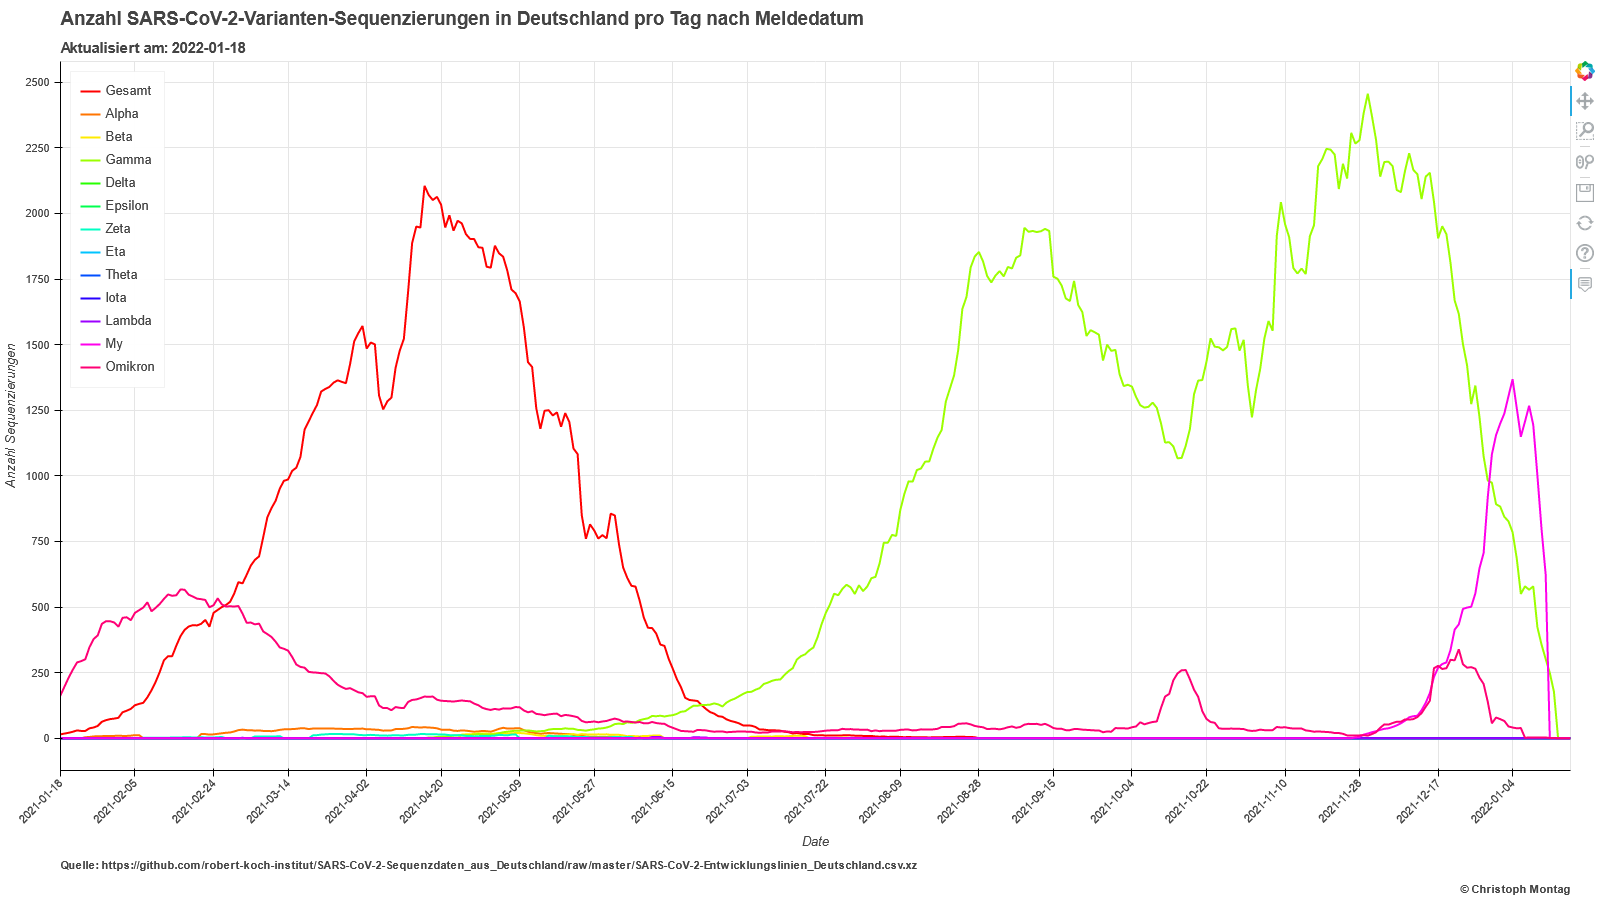 Anzahl SARS-CoV-2-Varianten-Sequenzierungen in Deutschland pro Tag nach Meldedatum
Aktualisiert am: 2022-01-18
Gesamt
Alpha
Beta
Gamma
Delta
Epsilon
Zeta
Eta
Theta
Iota
Lambda
My
Omikron
2500
2250
2000
1750
1500
1250
1000
750
500
250
0
Anzahl Sequenzierungen
2021-01-18
2021-02-05
2021-02-24
2021-03-14
2021-04-02
2021-04-20
2021-05-09
2021-05-27
2021-06-15
2021-07-03
2021-07-22
2021-08-09
2021-08-28
2021-09-15
2021-10-04
2021-10-22
2021-11-10
2021-11-28
2021-12-17
2022-01-04
Date
Quelle: https://github.com/robert-koch-institut/SARS-CoV-2-Sequenzdaten_aus_Deutschland/raw/master/SARS-CoV-2-Entwicklungslinien_Deutschland.csv.xz
© Christoph Montag